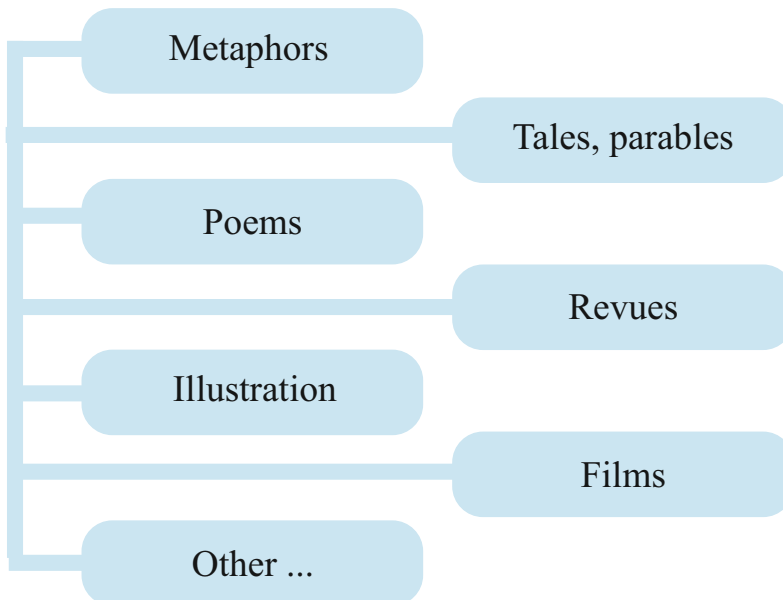 Metaphors
Tales, parables
Poems
Revues
Illustration
Films
Other ...